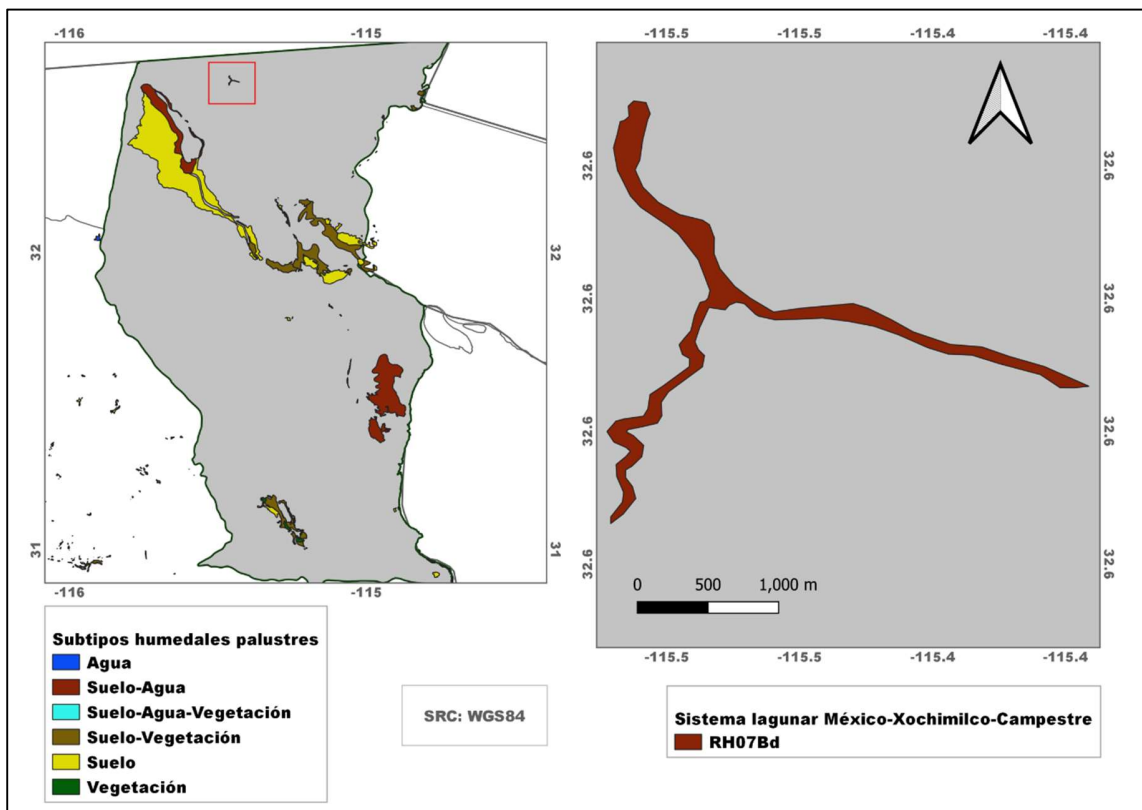 -116
-115
32
32
31
31
-116
-115
-115.5
-115.5
-115.4
-115.4
32.6
32.6
32.6
32.6
32.6
32.6
32.6
32.6
0 500 1,000 m
-115.5
-115.5
-115.4
-115.4
Subtipos humedales palustres
Agua
Suelo-Agua
Suelo-Agua-Vegetación
Suelo-Vegetación
Suelo
Vegetación
SRC: WGS84
Sistema lagunar México-Xochimilco-Campestre
RH07Bd